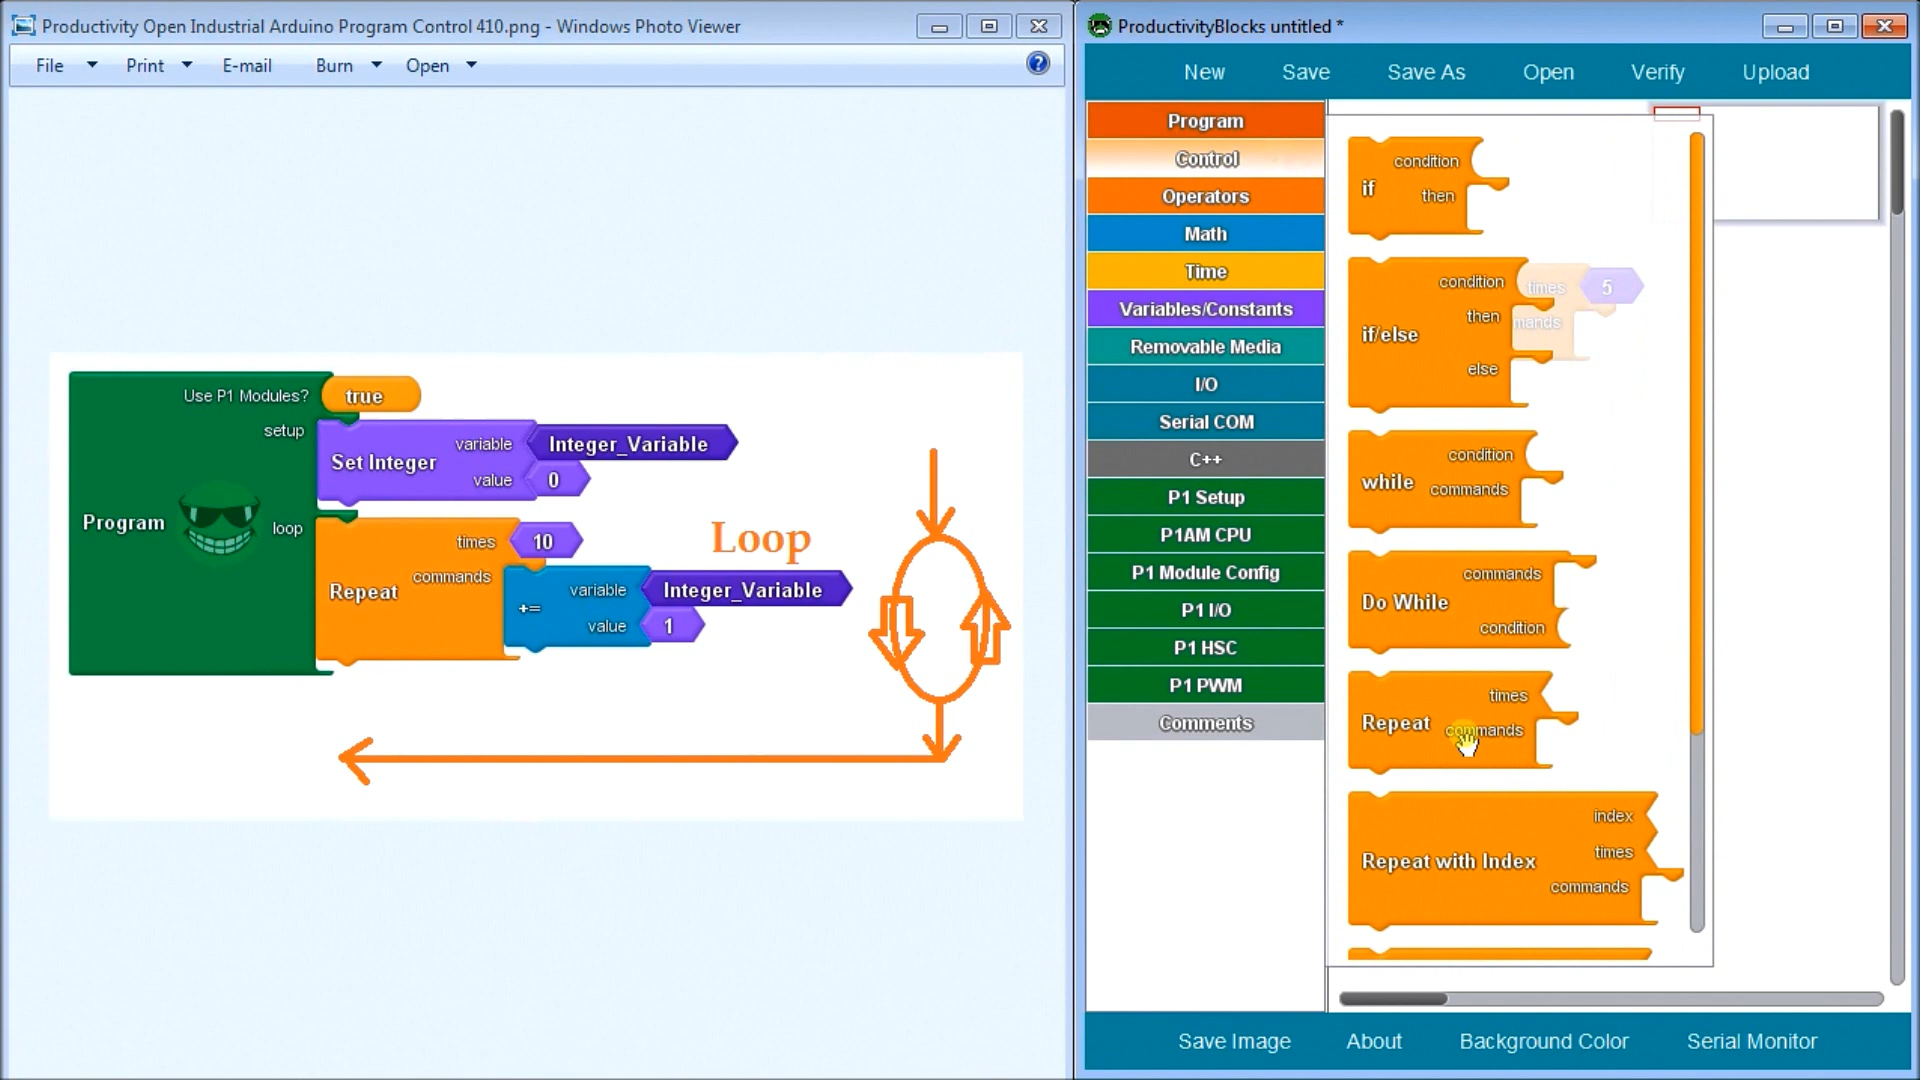 Productivity Open Industrial Arduino Program Control 410.png - Windows Photo Viewer
File Print E-mail Burn Open
Use P1 Modules? true
setup
Set Integer variable Integer_Variable
value 0
Program loop
Repeat times 10
commands
+= variable Integer_Variable
value 1
Loop
ProductivityBlocks untitled *
New Save Save As Open Verify Upload
Program
Control
Operators
Math
Time
Variables/Constants
Removable Media
I/O
Serial COM
C++
P1 Setup
P1AM CPU
P1 Module Config
P1 I/O
P1 HSC
P1 PWM
Comments
if condition
then
if/else condition
then
else
times 5
mands
while condition
commands
Do While commands
condition
Repeat times
commands
Repeat with Index index
times
commands
Save Image About Background Color Serial Monitor